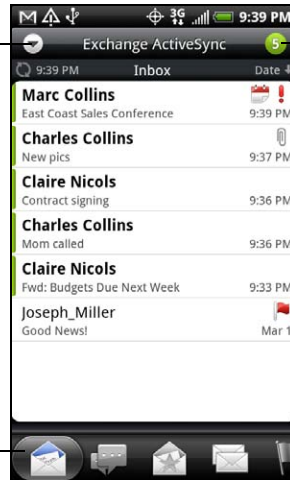 3G 9:39 PM
Exchange ActiveSync 5
9:39 PM Inbox Date
Marc Collins
East Coast Sales Conference 9:39 PM
Charles Collins
New pics 9:37 PM
Claire Nicols
Contract signing 9:36 PM
Charles Collins
Mom called 9:36 PM
Claire Nicols
Fwd: Budgets Due Next Week 9:33 PM
Joseph_Miller
Good News! Mar 1